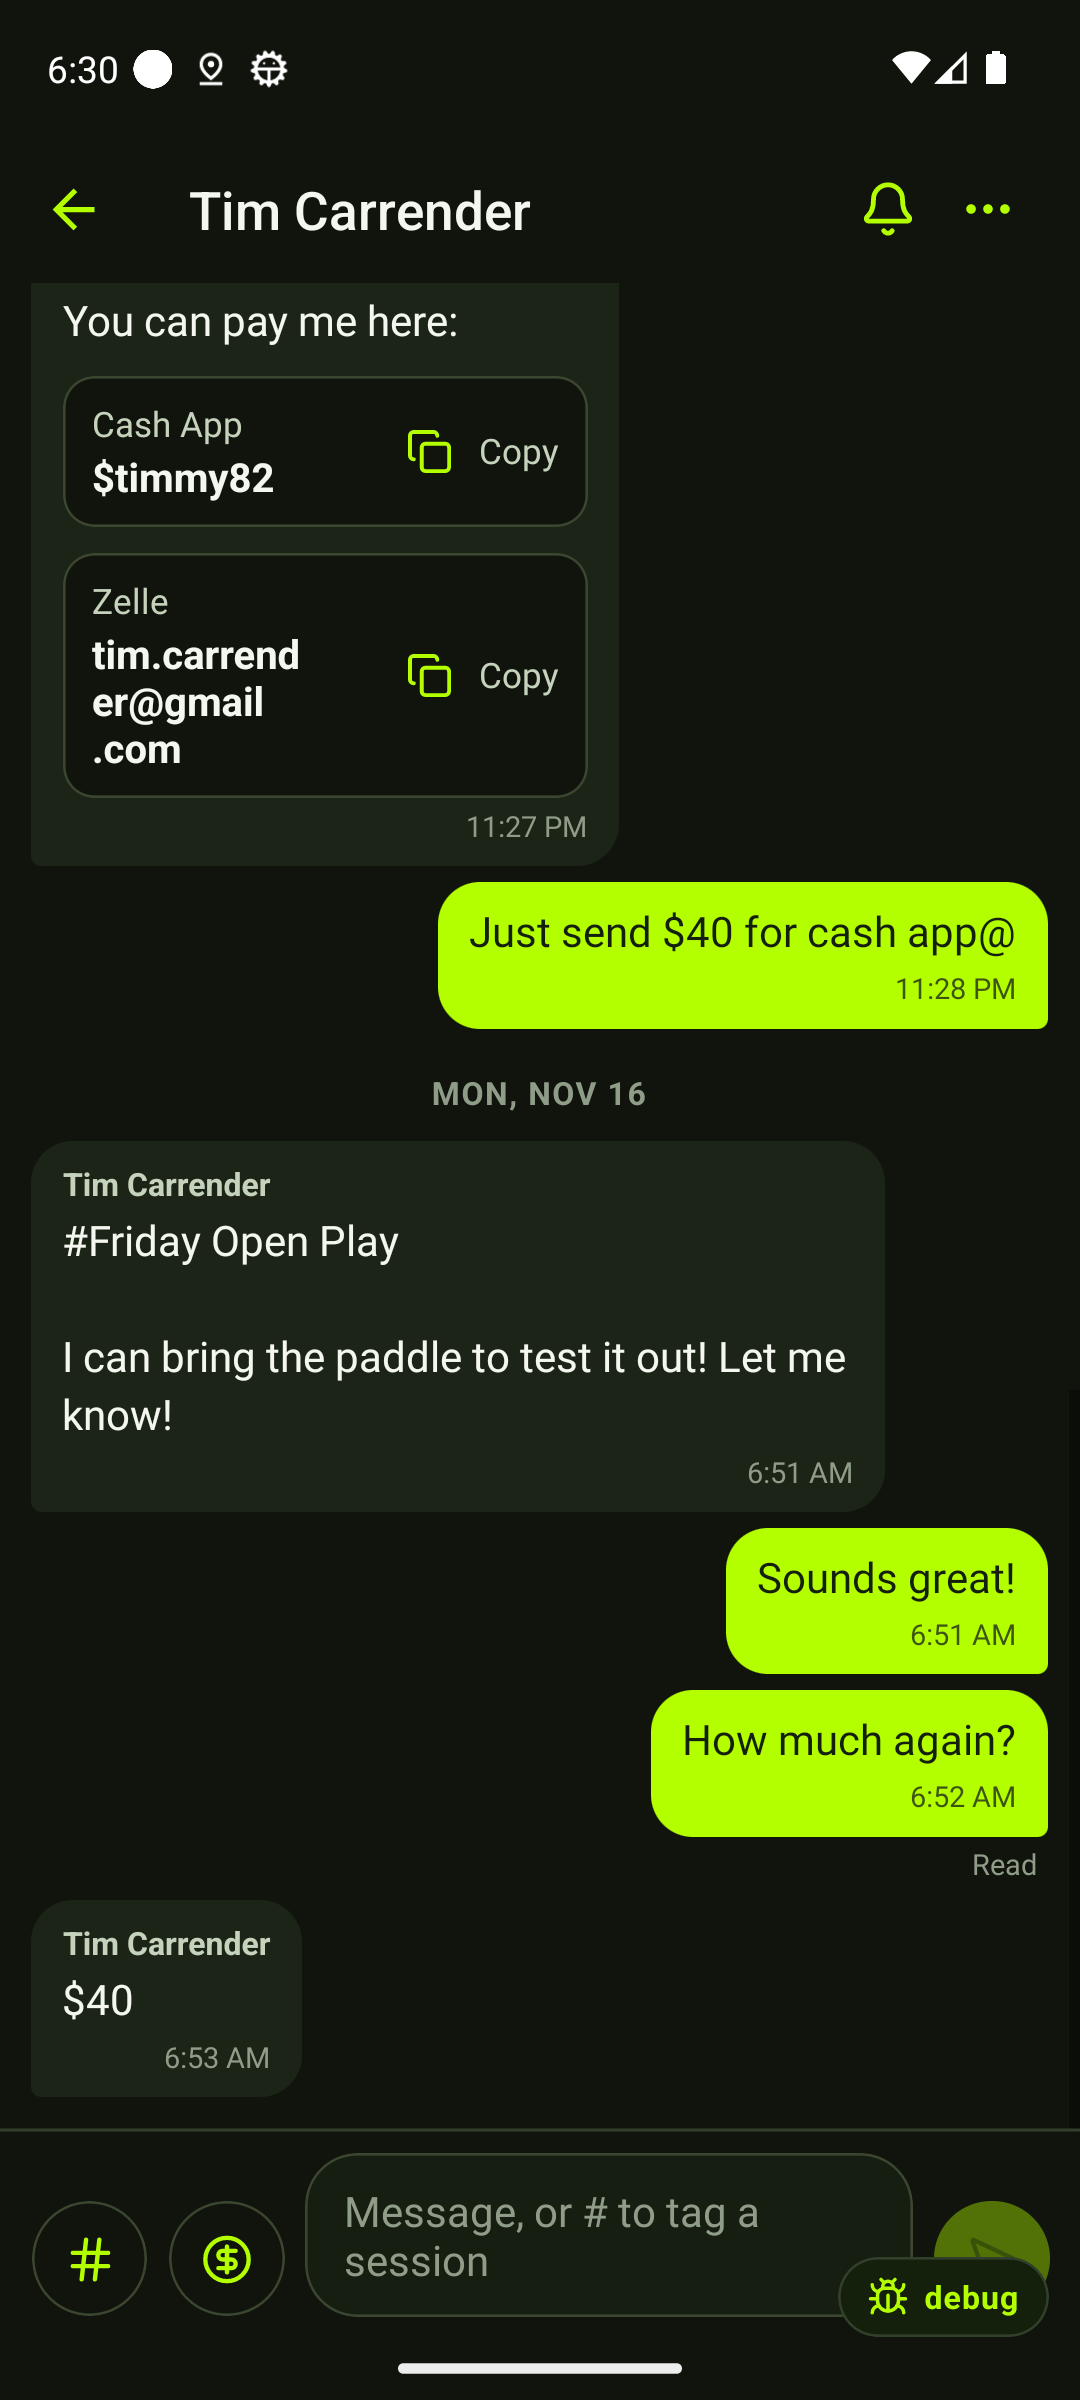 6:30
Tim Carrender
You can pay me here:
Cash App
$timmy82
Copy
Zelle
tim.carrend
er@gmail
.com
Copy
11:27 PM
Just send $40 for cash app@
11:28 PM
MON, NOV 16
Tim Carrender
#Friday Open Play
I can bring the paddle to test it out! Let me
know!
6:51 AM
Sounds great!
6:51 AM
How much again?
6:52 AM
Read
Tim Carrender
$40
6:53 AM
Message, or # to tag a
session
debug